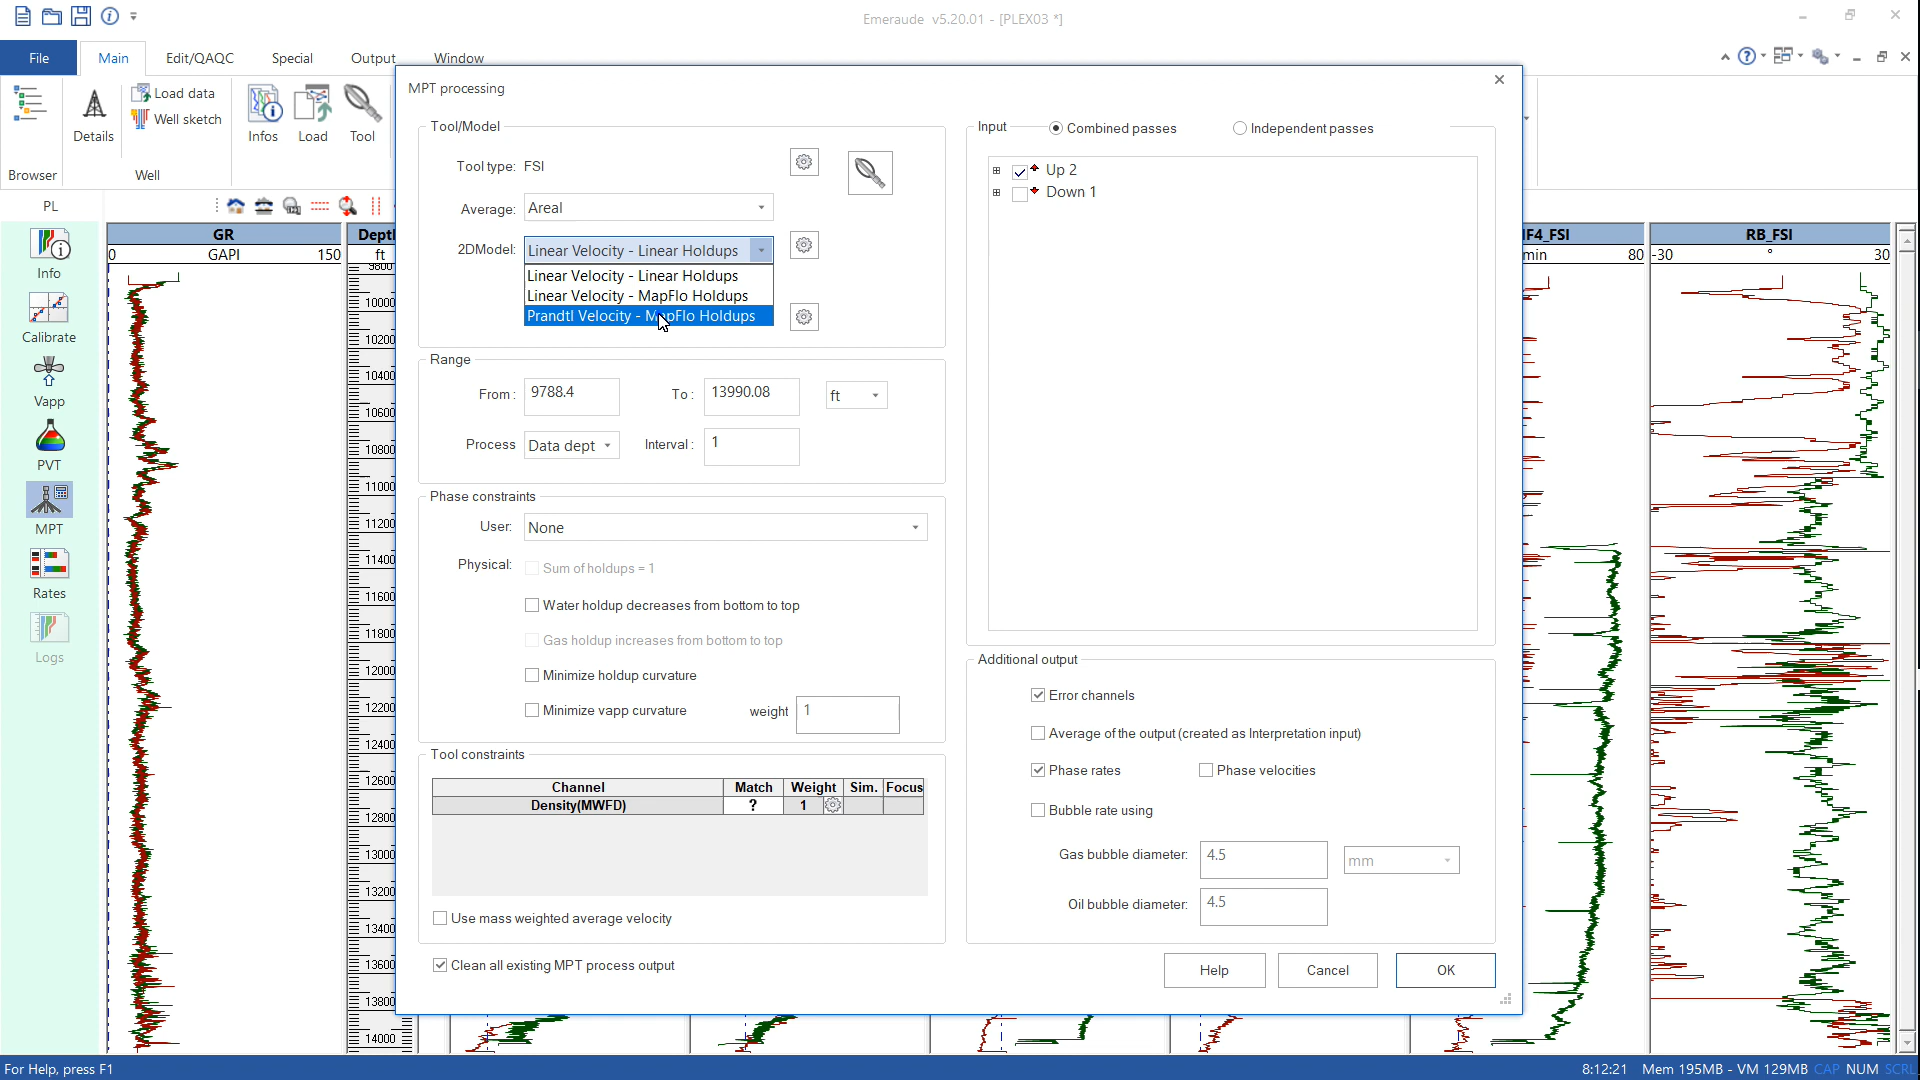 Emeraude v5.20.01 - [PLEX03 *]
File Main Edit/QAQC Special Output Window
Load data
Well sketch
Details Infos Load Tool
Browser Well
PL
Info
Calibrate
Vapp
PVT
MPT
Rates
Logs
GR
0 GAPI 150
ft
10000
10200
10400
10600
10800
11000
11200
11400
11600
11800
12000
12200
12400
12600
12800
13000
13200
13400
13600
13800
14000
MPT processing
Tool/Model
Tool type: FSI
Average: Areal
2DModel: Linear Velocity - Linear Holdups
Linear Velocity - Linear Holdups
Linear Velocity - MapFlo Holdups
Prandtl Velocity - MapFlo Holdups
Range
From: 9788.4 To: 13990.08 ft
Process Data dept Interval: 1
Phase constraints
User: None
Physical: Sum of holdups = 1
Water holdup decreases from bottom to top
Gas holdup increases from bottom to top
Minimize holdup curvature
Minimize vapp curvature weight 1
Tool constraints
Channel Match Weight Sim. Focus
Density(MWFD) ? 1
Use mass weighted average velocity
Clean all existing MPT process output
Input Combined passes Independent passes
Up 2
Down 1
Additional output
Error channels
Average of the output (created as Interpretation input)
Phase rates Phase velocities
Bubble rate using
Gas bubble diameter: 4.5 mm
Oil bubble diameter: 4.5
Help Cancel OK
80
RB_FSI
-30 ° 30
For Help, press F1
8:12:21 Mem 195MB - VM 129MB CAP NUM SCRL